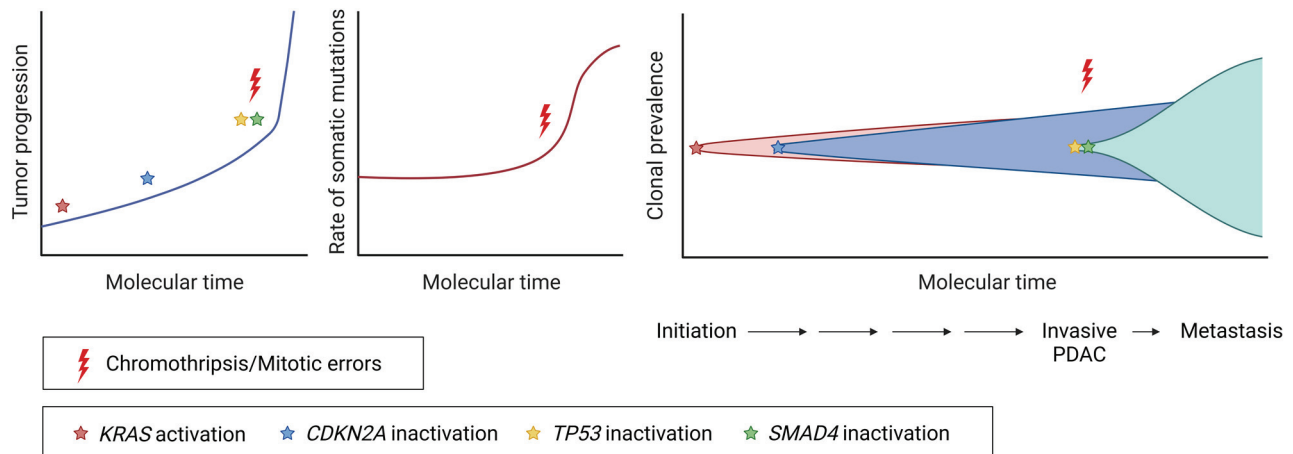 Tumor progression
Molecular time
Rate of somatic mutations
Molecular time
Clonal prevalence
Molecular time
Initiation
Invasive
PDAC
Metastasis
Chromothripsis/Mitotic errors
KRAS activation
CDKN2A inactivation
TP53 inactivation
SMAD4 inactivation